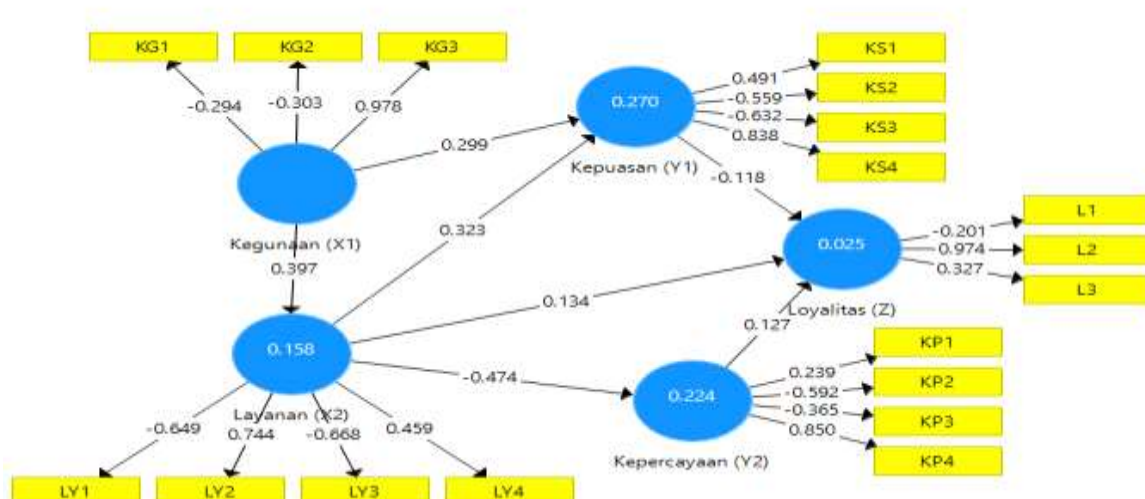 KG1 KG2 KG3
-0.294 -0.303 0.978
Kegunaan (X1)
0.299
0.397
0.323
0.270
Kepuasan (Y1)
0.491 KS1
-0.559 KS2
-0.632 KS3
0.838 KS4
-0.118
0.025
Loyalitas (Z)
-0.201 L1
0.974 L2
0.327 L3
0.158
Layanan (X2)
0.134
-0.474
0.127
0.224
Kepercayaan (Y2)
0.239 KP1
-0.592 KP2
-0.365 KP3
0.850 KP4
-0.649 0.744 -0.668 0.459
LY1 LY2 LY3 LY4